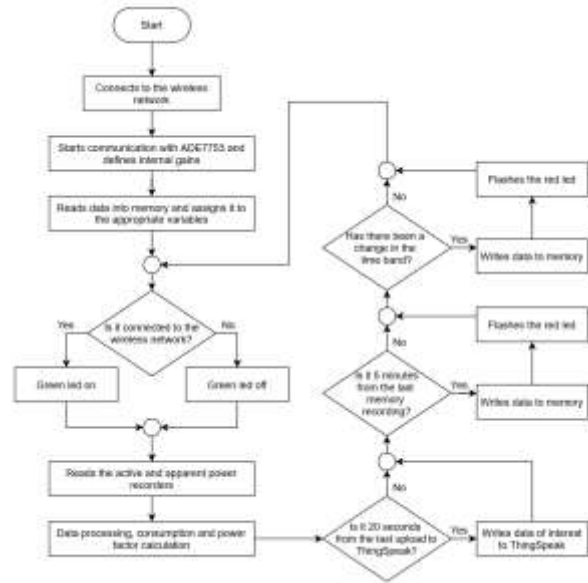 Start
Connects to the wireless
network
Starts communication with ADE7753 and
defines internal gains
Reads data into memory and assigns it to
the appropriate variables
Is it connected to the
wireless network?
Yes
No
Green led on
Green led off
Reads the active and apparent power
recorders
Data processing, consumption and power
factor calculation
Is it 20 seconds
from the last upload to
ThingSpeak?
Yes
No
Writes data of interest
to ThingSpeak
Is it 5 minutes
from the last
memory
recording?
Yes
No
Writes data to memory
Flashes the red led
Has there been a
change in the
time band?
Yes
No
Writes data to memory
Flashes the red led